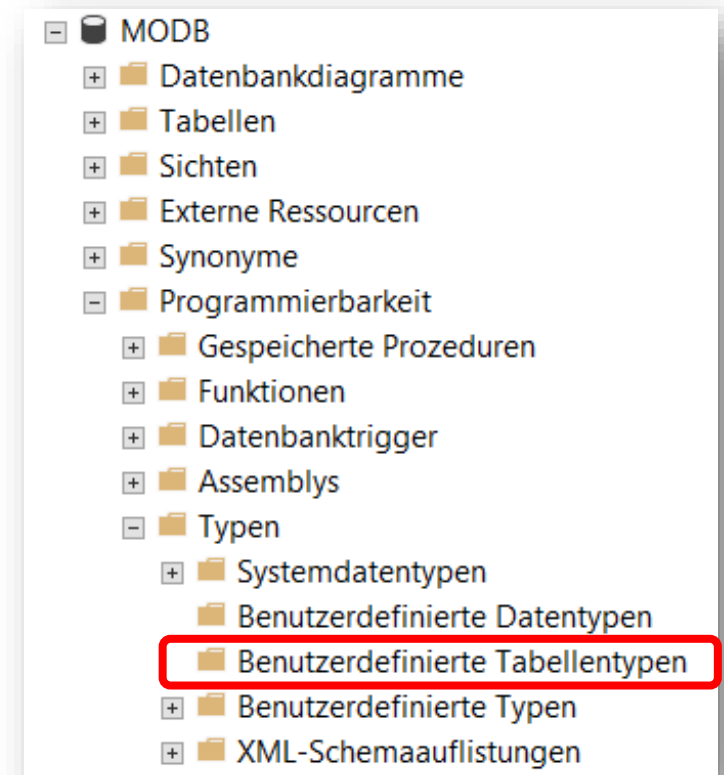 MODB
Datenbankdiagramme
Tabellen
Sichten
Externe Ressourcen
Synonyme
Programmierbarkeit
Gespeicherte Prozeduren
Funktionen
Datenbanktrigger
Assemblys
Typen
Systemdatentypen
Benutzerdefinierte Datentypen
Benutzerdefinierte Tabellentypen
Benutzerdefinierte Typen
XML-Schemaauflistungen